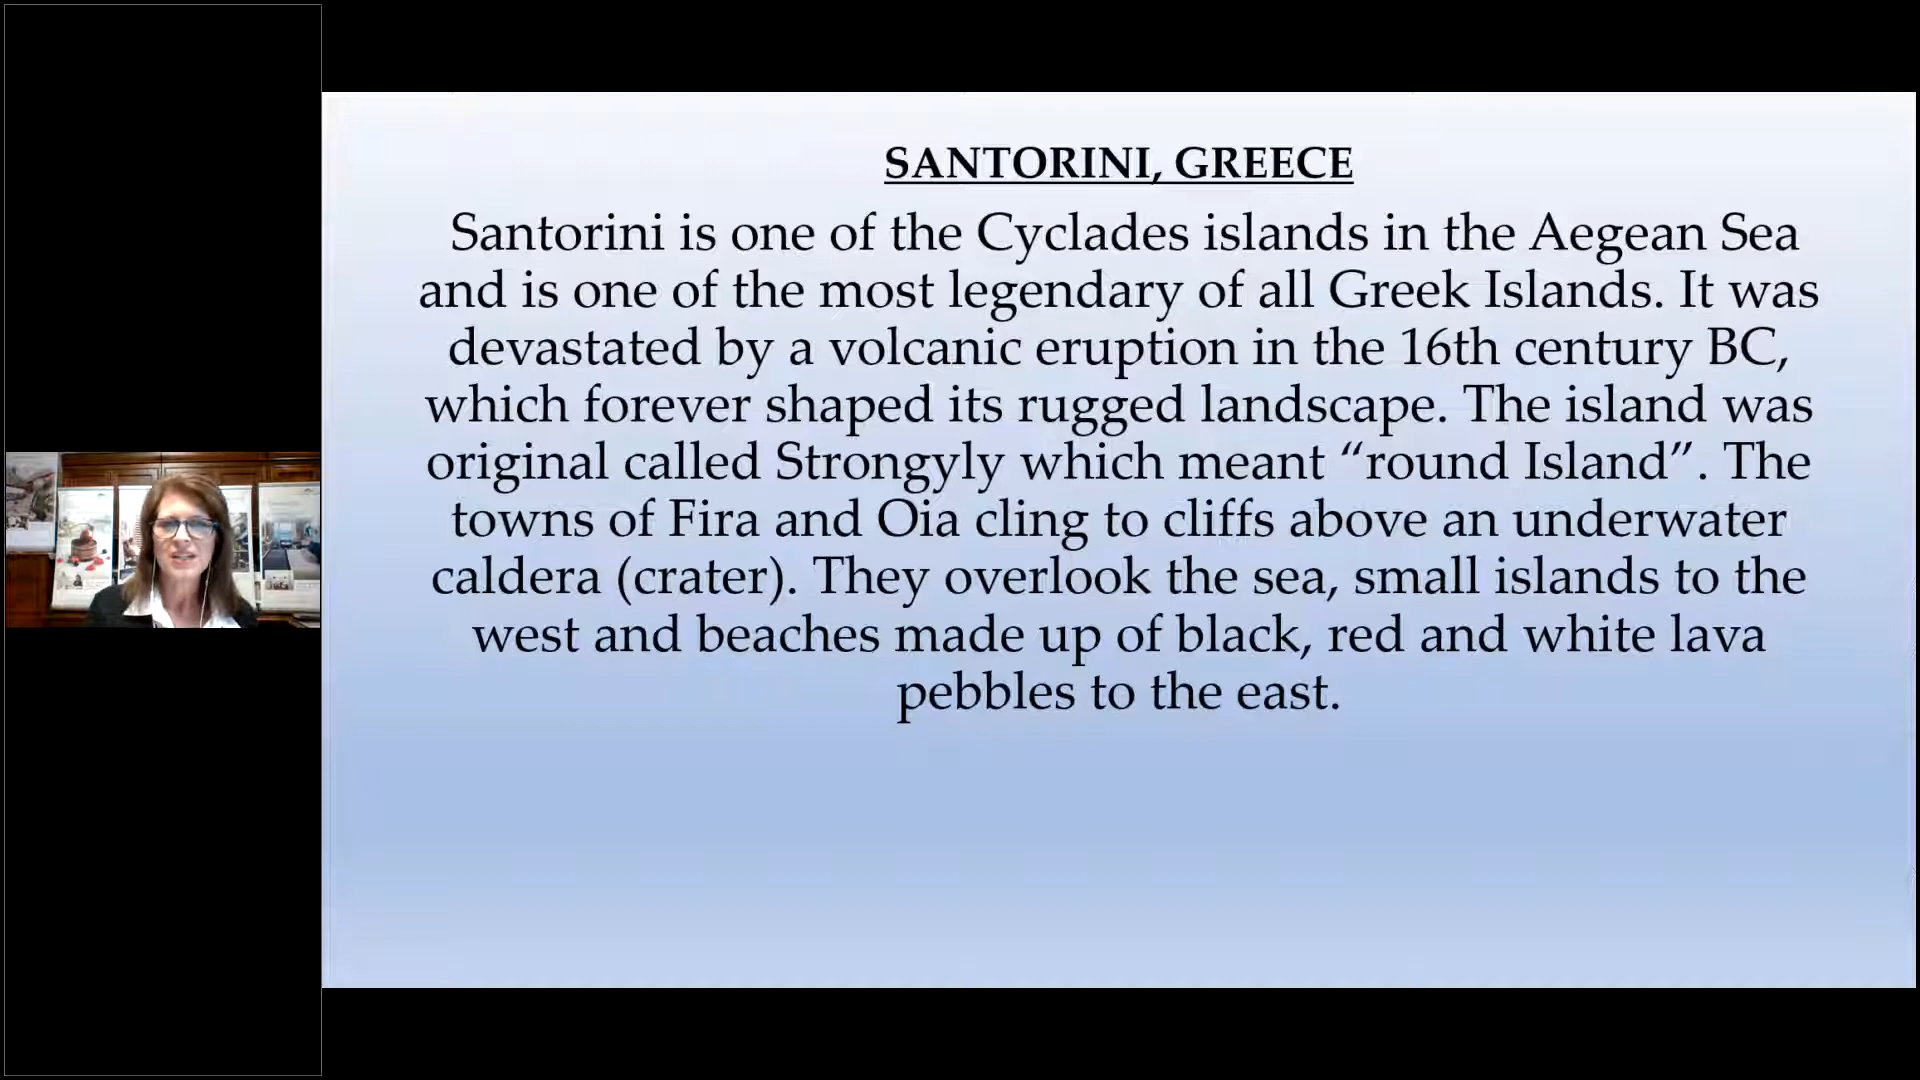 SANTORINI, GREECE
Santorini is one of the Cyclades islands in the Aegean Sea
and is one of the most legendary of all Greek Islands. It was
devastated by a volcanic eruption in the 16th century BC,
which forever shaped its rugged landscape. The island was
original called Strongyly which meant “round Island”. The
towns of Fira and Oia cling to cliffs above an underwater
caldera (crater). They overlook the sea, small islands to the
west and beaches made up of black, red and white lava
pebbles to the east.